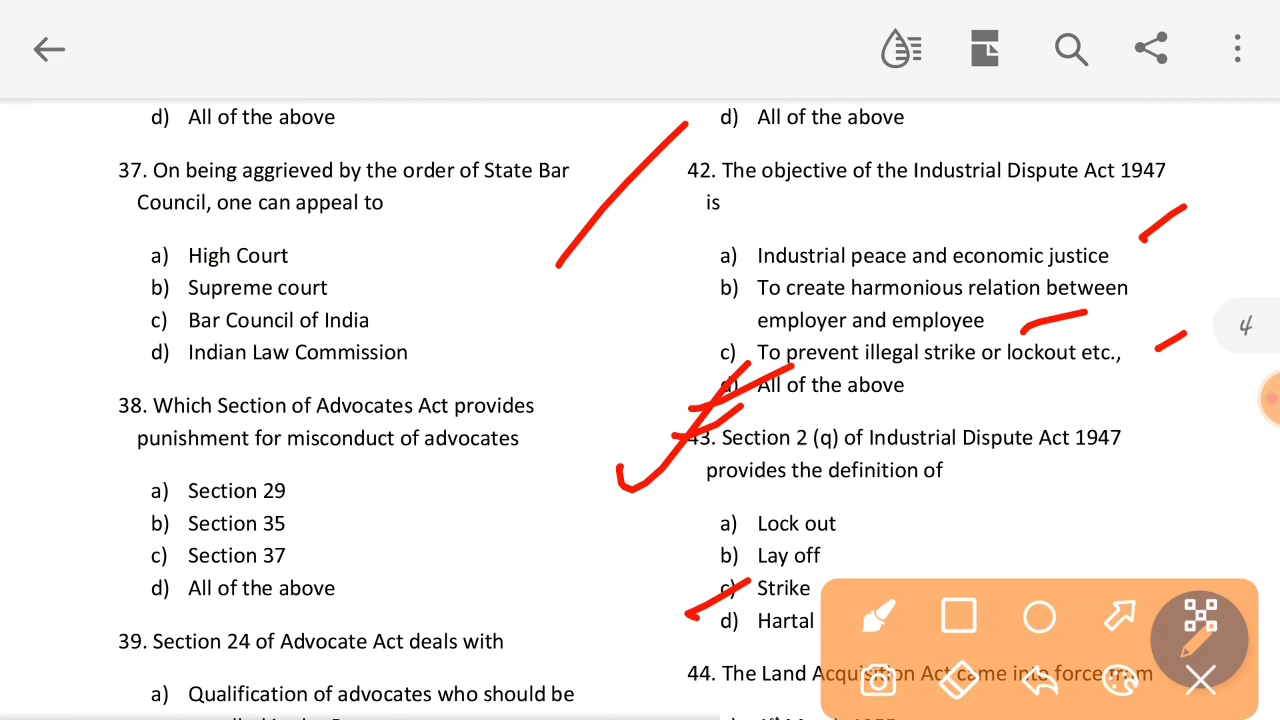 d) All of the above
37. On being aggrieved by the order of State Bar
Council, one can appeal to
a) High Court
b) Supreme court
c) Bar Council of India
d) Indian Law Commission
38. Which Section of Advocates Act provides
punishment for misconduct of advocates
a) Section 29
b) Section 35
c) Section 37
d) All of the above
39. Section 24 of Advocate Act deals with
a) Qualification of advocates who should be
d) All of the above
42. The objective of the Industrial Dispute Act 1947
is
a) Industrial peace and economic justice
b) To create harmonious relation between
employer and employee
c) To prevent illegal strike or lockout etc.,
d) All of the above
43. Section 2 (q) of Industrial Dispute Act 1947
provides the definition of
a) Lock out
b) Lay off
c) Strike
d) Hartal
44. The Land Acquisition Act came into force from
4